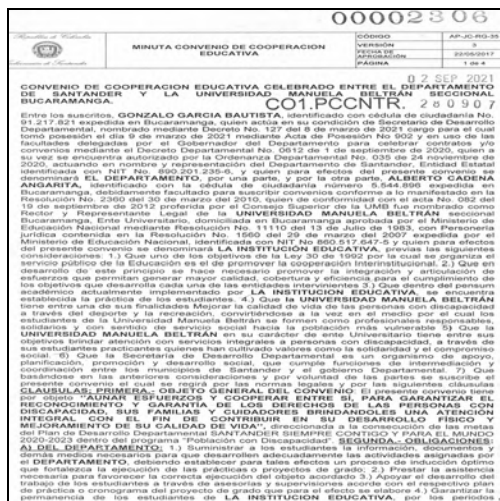 00002306
República de Colombia
Gobernación de Santander
MINUTA CONVENIO DE COOPERACION EDUCATIVA
CÓDIGO AP-JC-RG-35
VERSIÓN 3
FECHA DE APROBACIÓN 22/05/2017
PÁGINA 1 de 4
02 SEP 2021
CONVENIO DE COOPERACION EDUCATIVA CELEBRADO ENTRE EL DEPARTAMENTO
DE SANTANDER Y LA UNIVERSIDAD MANUELA BELTRÁN SECCIONAL
BUCARAMANGA.
CO1.PCCNTR. 280907
Entre los suscritos, GONZALO GARCIA BAUTISTA, identificado con cédula de ciudadanía No.
91.217.821 expedida en Bucaramanga, quien actúa en su condición de Secretario de Desarrollo
Departamental, nombrado mediante Decreto No. 127 del 8 de marzo de 2021 cargo para el cual
tomó posesión el día 9 de marzo de 2021 mediante Acta de Posesión No 902 y en uso de las
facultades delegadas por el Gobernador del Departamento para celebrar contratos y/o
convenios mediante el Decreto Departamental No. 0612 de 1 de septiembre de 2020, quien a
su vez se encuentra autorizado por la Ordenanza Departamental No. 035 de 24 noviembre de
2020, actuando en nombre y representación del Departamento de Santander, Entidad Estatal
identificada con NIT No. 890.201.235-6, y quien para efectos del presente convenio se
denominará EL DEPARTAMENTO, por una parte, y por la otra parte, ALBERTO CADENA
ANGARITA, identificado con la cédula de ciudadanía número 5.544.896 expedida en
Bucaramanga, debidamente facultado para suscribir convenios conforme a lo manifestado en la
Resolución No. 2360 del 30 de marzo de 2010, quien de conformidad con el acta No. 082 del
19 de septiembre de 2012 proferida por el Consejo Superior de la UMB fue nombrado como
Rector y Representante Legal de la UNIVERSIDAD MANUELA BELTRÁN seccional
Bucaramanga, Ente Universitario, domiciliada en Bucaramanga aprobada por el Ministerio de
Educación Nacional mediante Resolución No. 11110 del 13 de Julio de 1983, con Personería
jurídica contenida en la Resolución No. 1560 del 29 de marzo del 2007 expedida por el
Ministerio de Educación Nacional, identificada con NIT No 860.517.647-5 y quien para efectos
del presente convenio se denominará LA INSTITUCIÓN EDUCATIVA, previas las siguientes
consideraciones: 1.) Que uno de los objetivos de la Ley 30 de 1992 por la cual se organiza el
servicio público de la Educación es el de promover la cooperación interinstitucional. 2.) Que en
desarrollo de este principio se hace necesario promover la integración y articulación de
esfuerzos que permitan generar mayor calidad, cobertura y eficiencia para el cumplimiento de
los objetivos que desarrolla cada una de las entidades intervinientes 3.) Que dentro del pensum
académico actualmente implementado por LA INSTITUCIÓN EDUCATIVA, se encuentra
establecida la práctica de los estudiantes. 4.) Que la UNIVERSIDAD MANUELA BELTRÁN
tiene entre una de sus finalidades Mejorar la calidad de vida de las personas con discapacidad
a través del deporte y la recreación, convirtiéndose a la vez en el medio por el cual los
estudiantes de la Universidad Manuela Beltrán se formen como profesionales responsables,
solidarios y con sentido de servicio social hacia la población más vulnerable 5) Que la
UNIVERSIDAD MANUELA BELTRÁN en su carácter de ente Universitario tiene entre sus
objetivos brindar atención con servicios integrales a personas con discapacidad, a través de
sus estudiantes practicantes quienes han cultivado valores como la solidaridad y el compromiso
social. 6) Que la Secretaría de Desarrollo Departamental es un organismo de apoyo,
planificación, promoción y desarrollo social, que cumple funciones de intermediación y
coordinación entre los municipios de Santander y el gobierno Departamental. 7) Que
basándose en las anteriores consideraciones y por voluntad de las partes se suscribe el
presente convenio el cual se regirá por las normas legales y por las siguientes cláusulas
CLAUSULAS: PRIMERA.- OBJETO GENERAL DEL CONVENIO: El presente convenio tiene
por objeto "AUNAR ESFUERZOS Y COOPERAR ENTRE SÍ, PARA GARANTIZAR EL
RECONOCIMIENTO Y GARANTÍA DE LOS DERECHOS DE LAS PERSONAS CON
DISCAPACIDAD, SUS FAMILIAS Y CUIDADORES BRINDANDOLES UNA ATENCIÓN
INTEGRAL CON EL FIN DE CONTRIBUIR EN SU DESARROLLO FÍSICO Y
MEJORAMIENTO DE SU CALIDAD DE VIDA", direccionada a la consecución de las metas
del Plan de Desarrollo Departamental SANTANDER SIEMPRE CONTIGO Y PARA EL MUNDO
2020-2023 dentro del programa "Población con Discapacidad". SEGUNDA.- OBLIGACIONES:
A) DEL DEPARTAMENTO: 1.) Suministrar a los estudiantes la información, documentos y
demás medios necesarios para que desarrollen adecuadamente las actividades asignadas por
el DEPARTAMENTO, debiendo establecer para tales efectos un proceso de inducción óptimo
que fortalezca la ejecución de las prácticas o proyectos de grado. 2.) Prestar la asistencia
necesaria para favorecer la correcta ejecución del objeto acordado 3.) Apoyar el desarrollo del
trabajo de los estudiantes a través de asesorías y supervisiones acorde con el respectivo plan
de práctica o cronograma del proyecto de grado que para el efecto se elabore 4.) Garantizar la
permanencia de los estudiantes de LA INSTITUCIÓN EDUCATIVA,